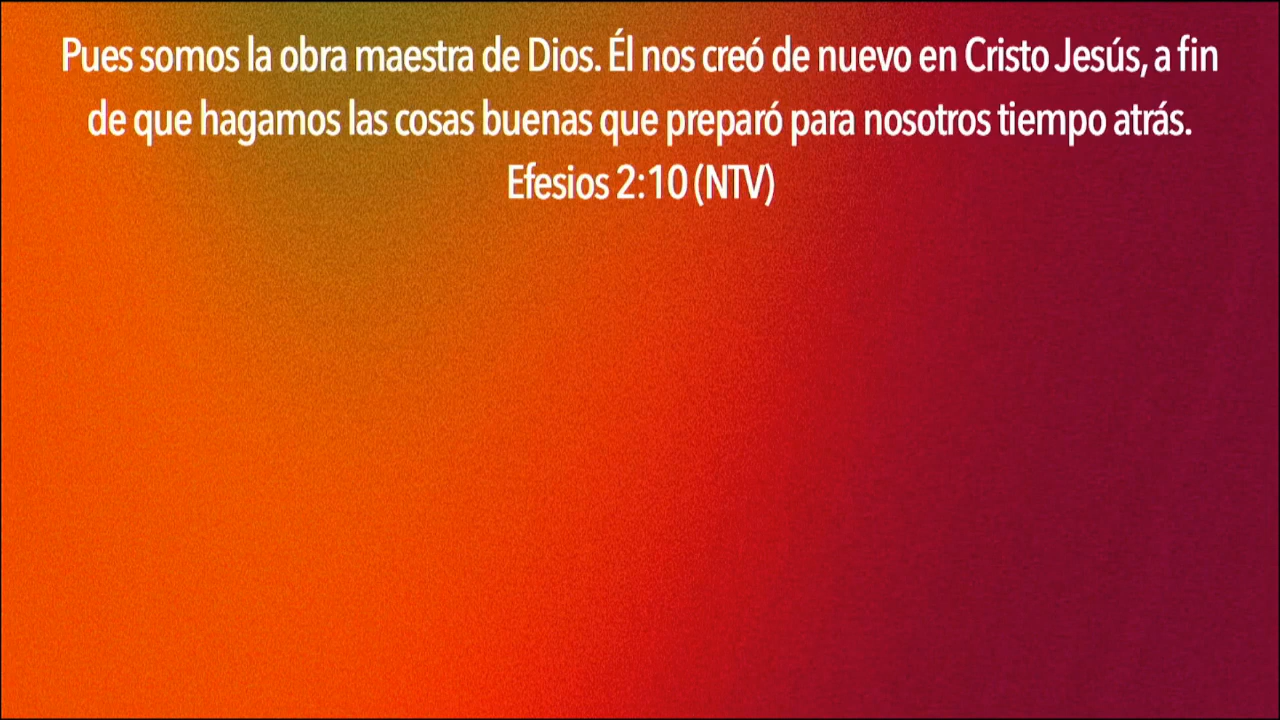 Pues somos la obra maestra de Dios. Él nos creó de nuevo en Cristo Jesús, a fin
de que hagamos las cosas buenas que preparó para nosotros tiempo atrás.
Efesios 2:10 (NTV)